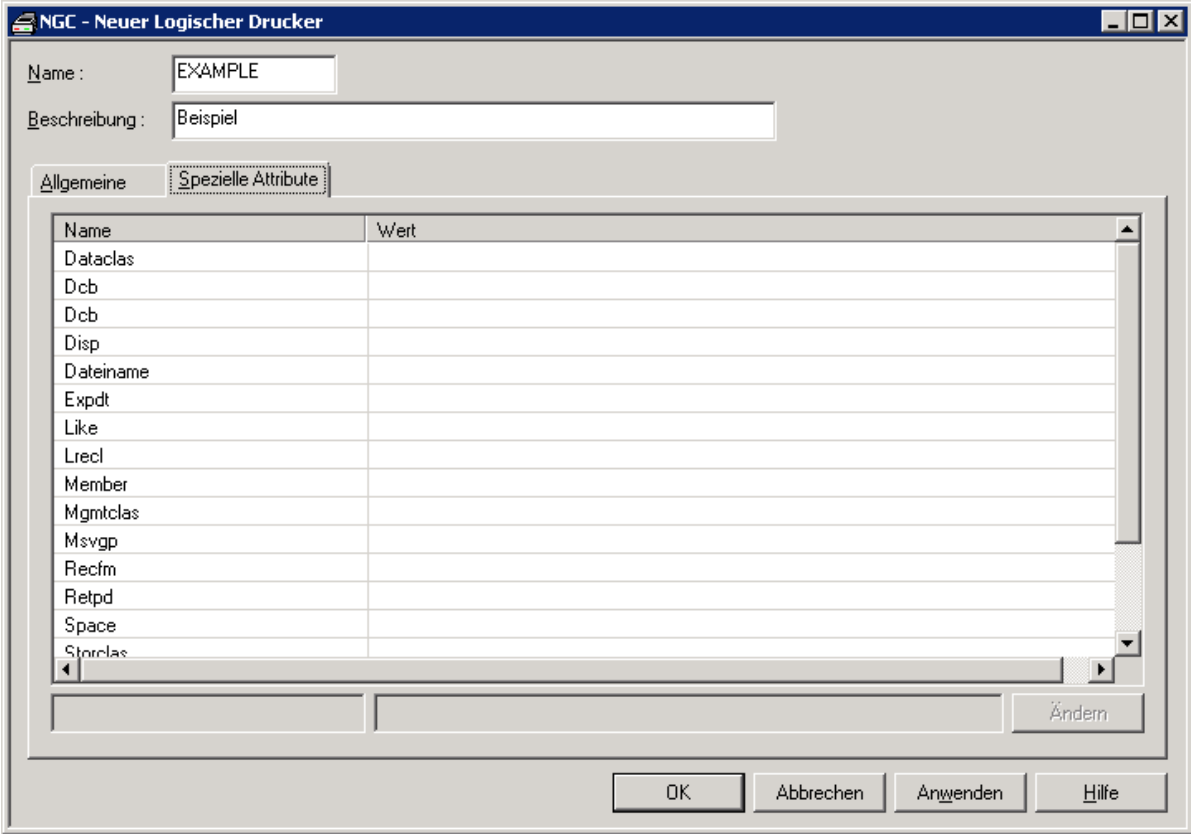 NGC - Neuer Logischer Drucker
Name :
EXAMPLE
Beschreibung :
Beispiel
Allgemeine
Spezielle Attribute
Name Wert
Dataclas
Dcb
Dcb
Disp
Dateiname
Expdt
Like
Lrecl
Member
Mgmtclas
Msvgp
Recfm
Retpd
Space
Storclas
Ändern
OK Abbrechen Anwenden Hilfe